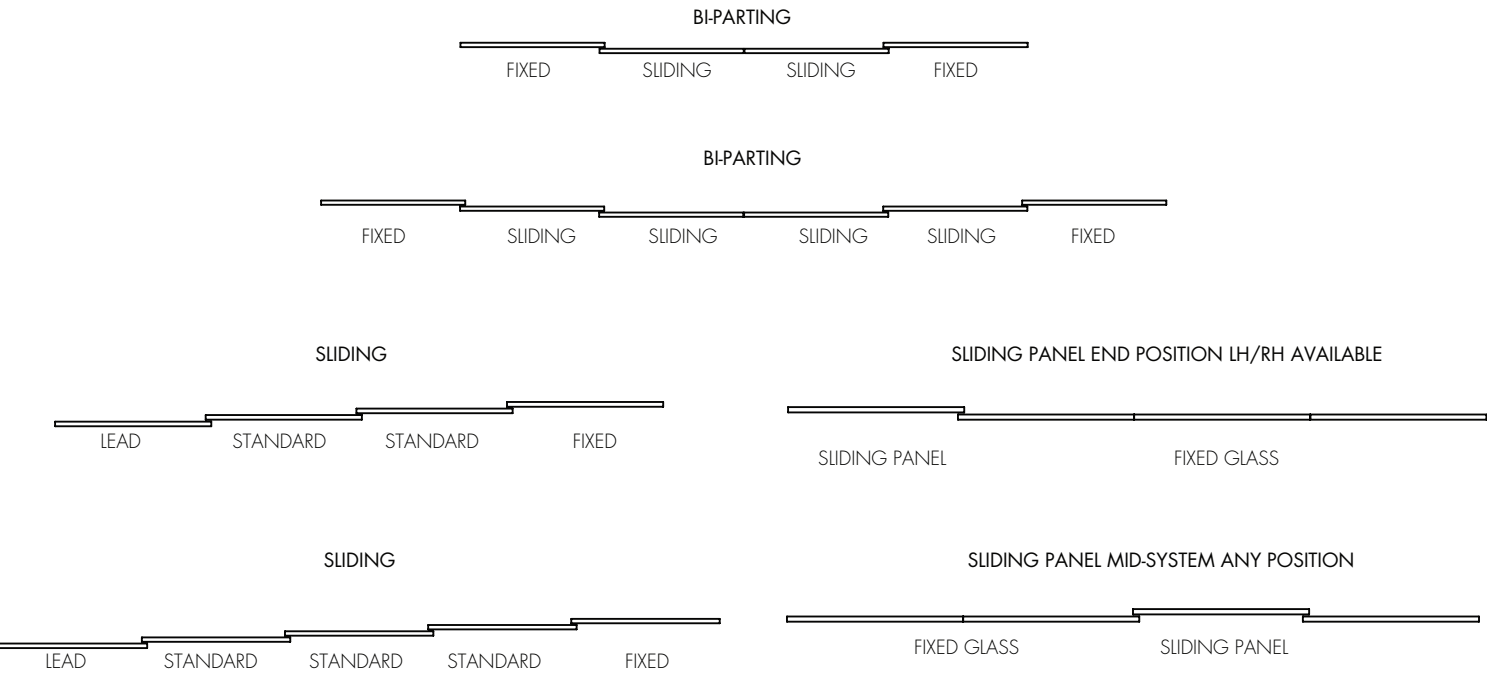 BI-PARTING
FIXED SLIDING SLIDING FIXED
BI-PARTING
FIXED SLIDING SLIDING SLIDING SLIDING FIXED
SLIDING
LEAD STANDARD STANDARD FIXED
SLIDING PANEL END POSITION LH/RH AVAILABLE
SLIDING PANEL FIXED GLASS
SLIDING
LEAD STANDARD STANDARD STANDARD FIXED
SLIDING PANEL MID-SYSTEM ANY POSITION
FIXED GLASS SLIDING PANEL